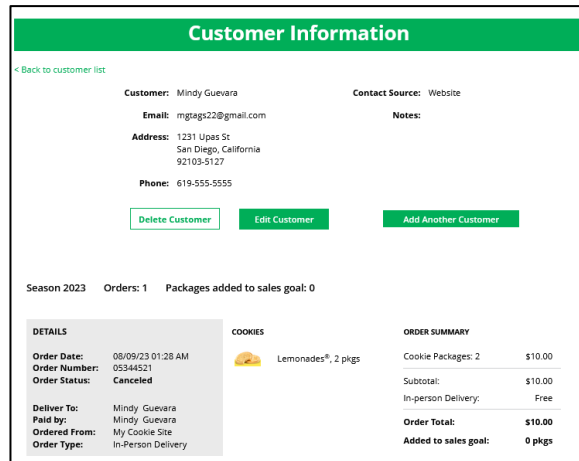 Customer Information
< Back to customer list
Customer: Mindy Guevara
Contact Source: Website
Email: mgtags22@gmail.com
Notes:
Address: 1231 Upas St
San Diego, California
92103-5127
Phone: 619-555-5555
Delete Customer
Edit Customer
Add Another Customer
Season 2023 Orders: 1 Packages added to sales goal: 0
DETAILS
Order Date: 08/09/23 01:28 AM
Order Number: 05344521
Order Status: Canceled
Deliver To: Mindy Guevara
Paid by: Mindy Guevara
Ordered From: My Cookie Site
Order Type: In-Person Delivery
COOKIES
Lemonades®, 2 pkgs
ORDER SUMMARY
Cookie Packages: 2 $10.00
Subtotal: $10.00
In-person Delivery: Free
Order Total: $10.00
Added to sales goal: 0 pkgs